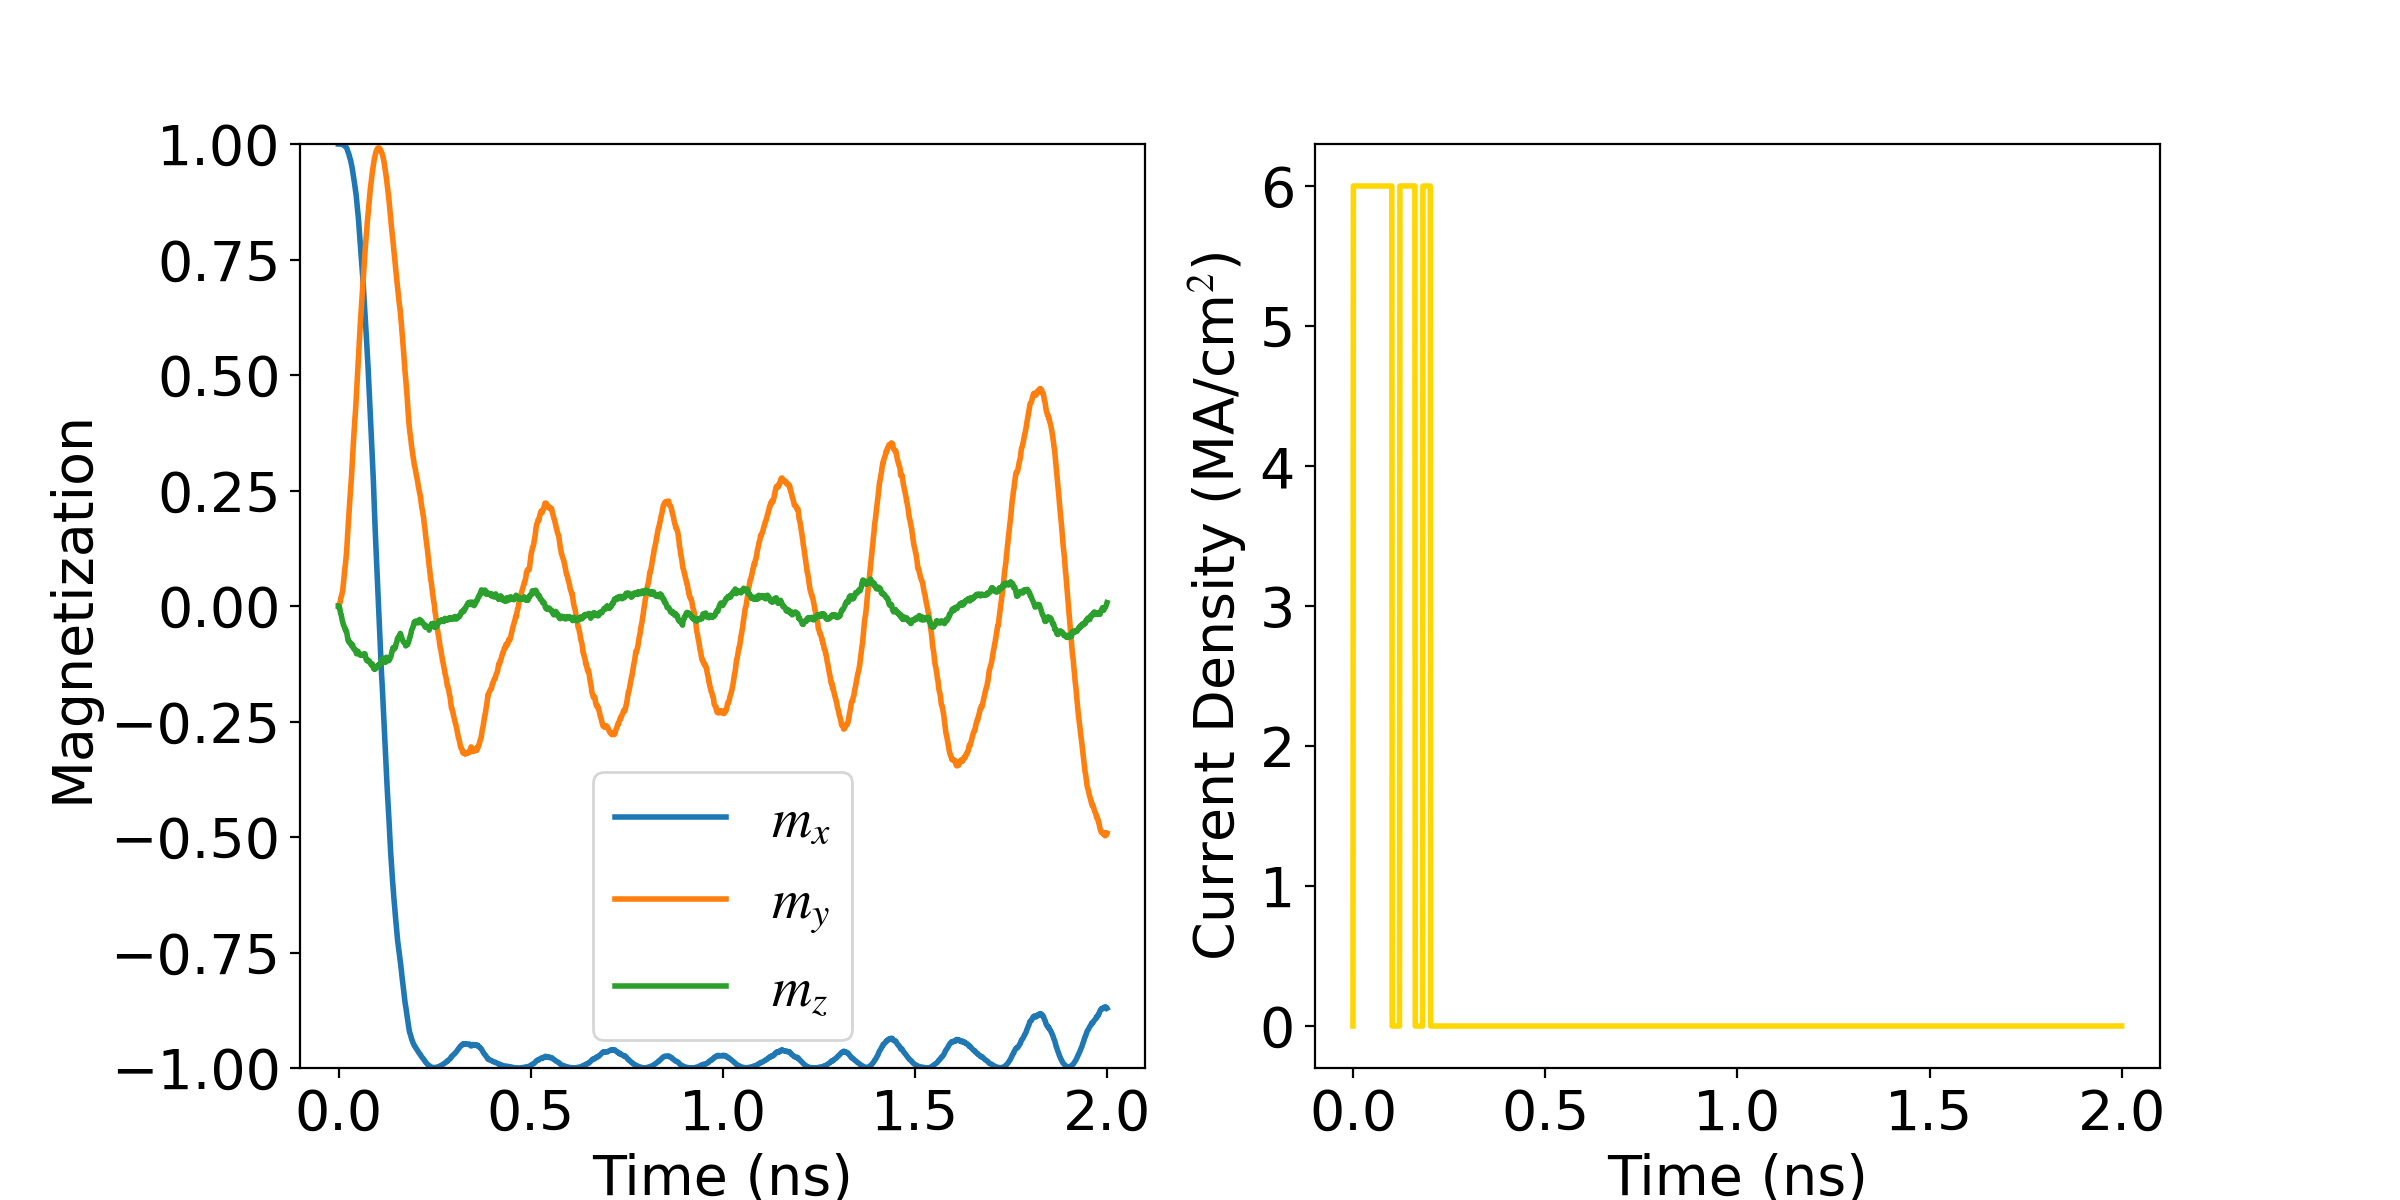 1.00
0.75
0.50
0.25
0.00
−0.25
−0.50
−0.75
−1.00
Magnetization
0.0 0.5 1.0 1.5 2.0
Time (ns)
m_x
m_y
m_z
6
5
4
3
2
1
0
Current Density (MA/cm²)
0.0 0.5 1.0 1.5 2.0
Time (ns)